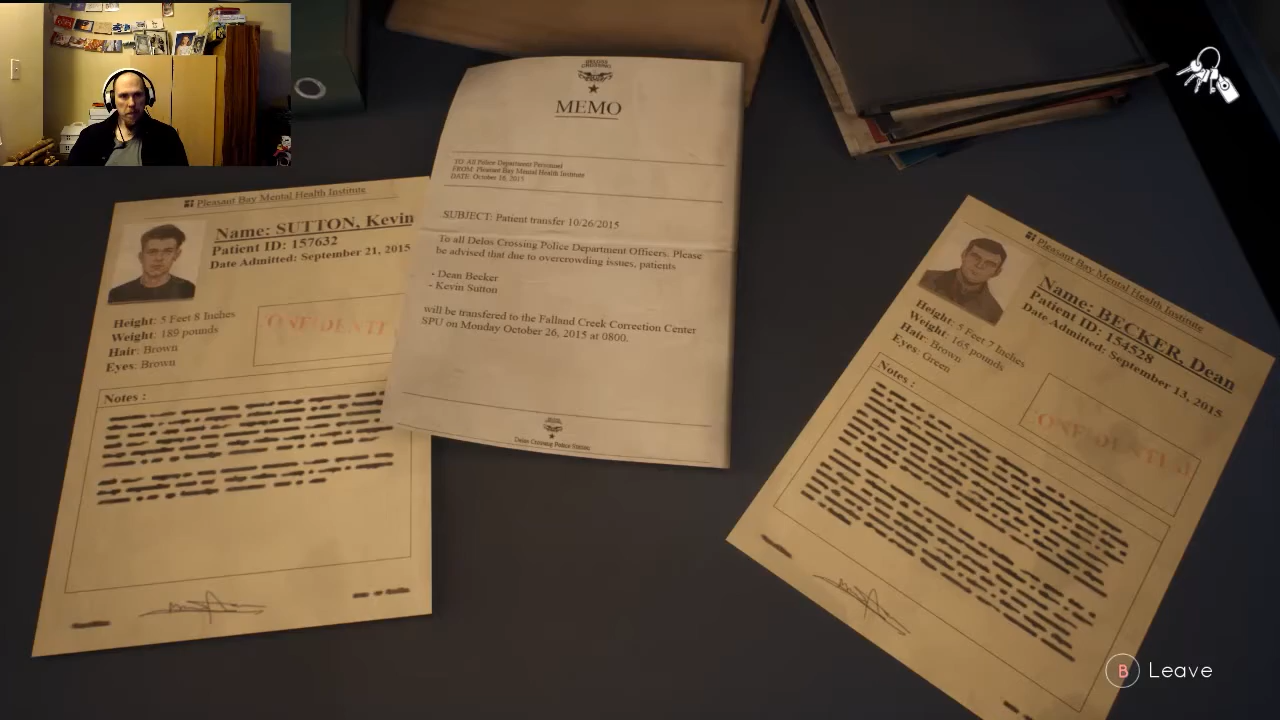 DELOS
CROSSING
MEMO
TO: All Police Department Personnel
FROM: Pleasant Bay Mental Health Institute
DATE: October 18, 2015
SUBJECT: Patient transfer 10/26/2015
To all Delos Crossing Police Department Officers. Please
be advised that due to overcrowding issues, patients
- Dean Becker
- Kevin Sutton
will be transferred to the Falland Creek Correction Center
SPU on Monday October 26, 2015 at 0800.
Delos Crossing Police
Pleasant Bay Mental Health Institute
Name: SUTTON, Kevin
Patient ID: 157632
Date Admitted: September 21, 2015
Height: 5 Feet 8 Inches
Weight: 189 pounds
Hair: Brown
Eyes: Brown
ONFIDENTI
Notes :
Pleasant Bay Mental Health Institute
Name: BECKER, Dean
Patient ID: 154528
Date Admitted: September 13, 2015
Height: 5 Feet 7 Inches
Weight: 165 pounds
Hair: Brown
Eyes: Green
ONFIDENTIAL
Notes :
B Leave